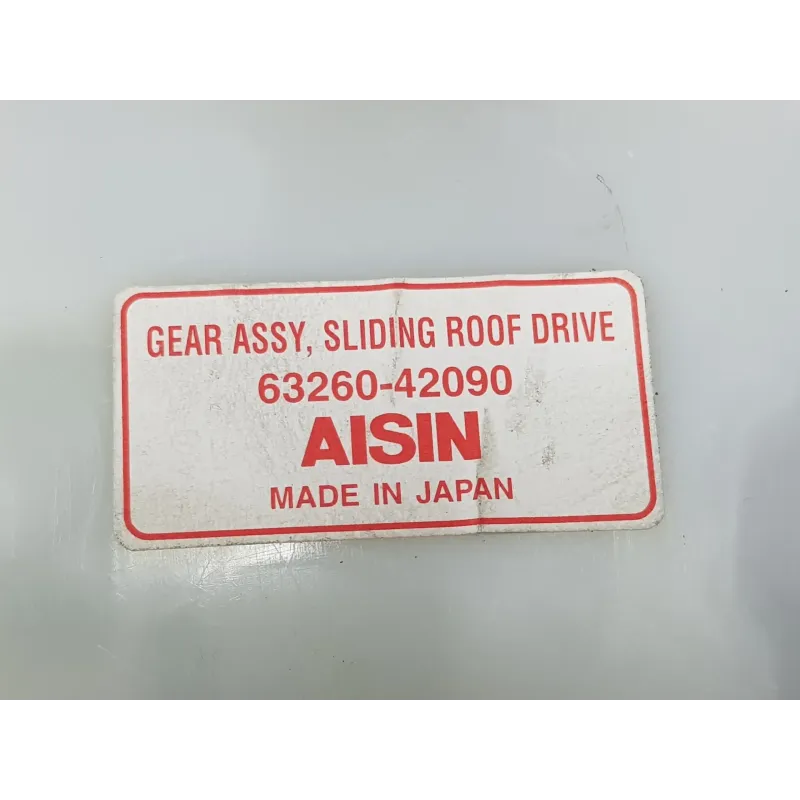 GEAR ASSY, SLIDING ROOF DRIVE
63260-42090
AISIN
MADE IN JAPAN